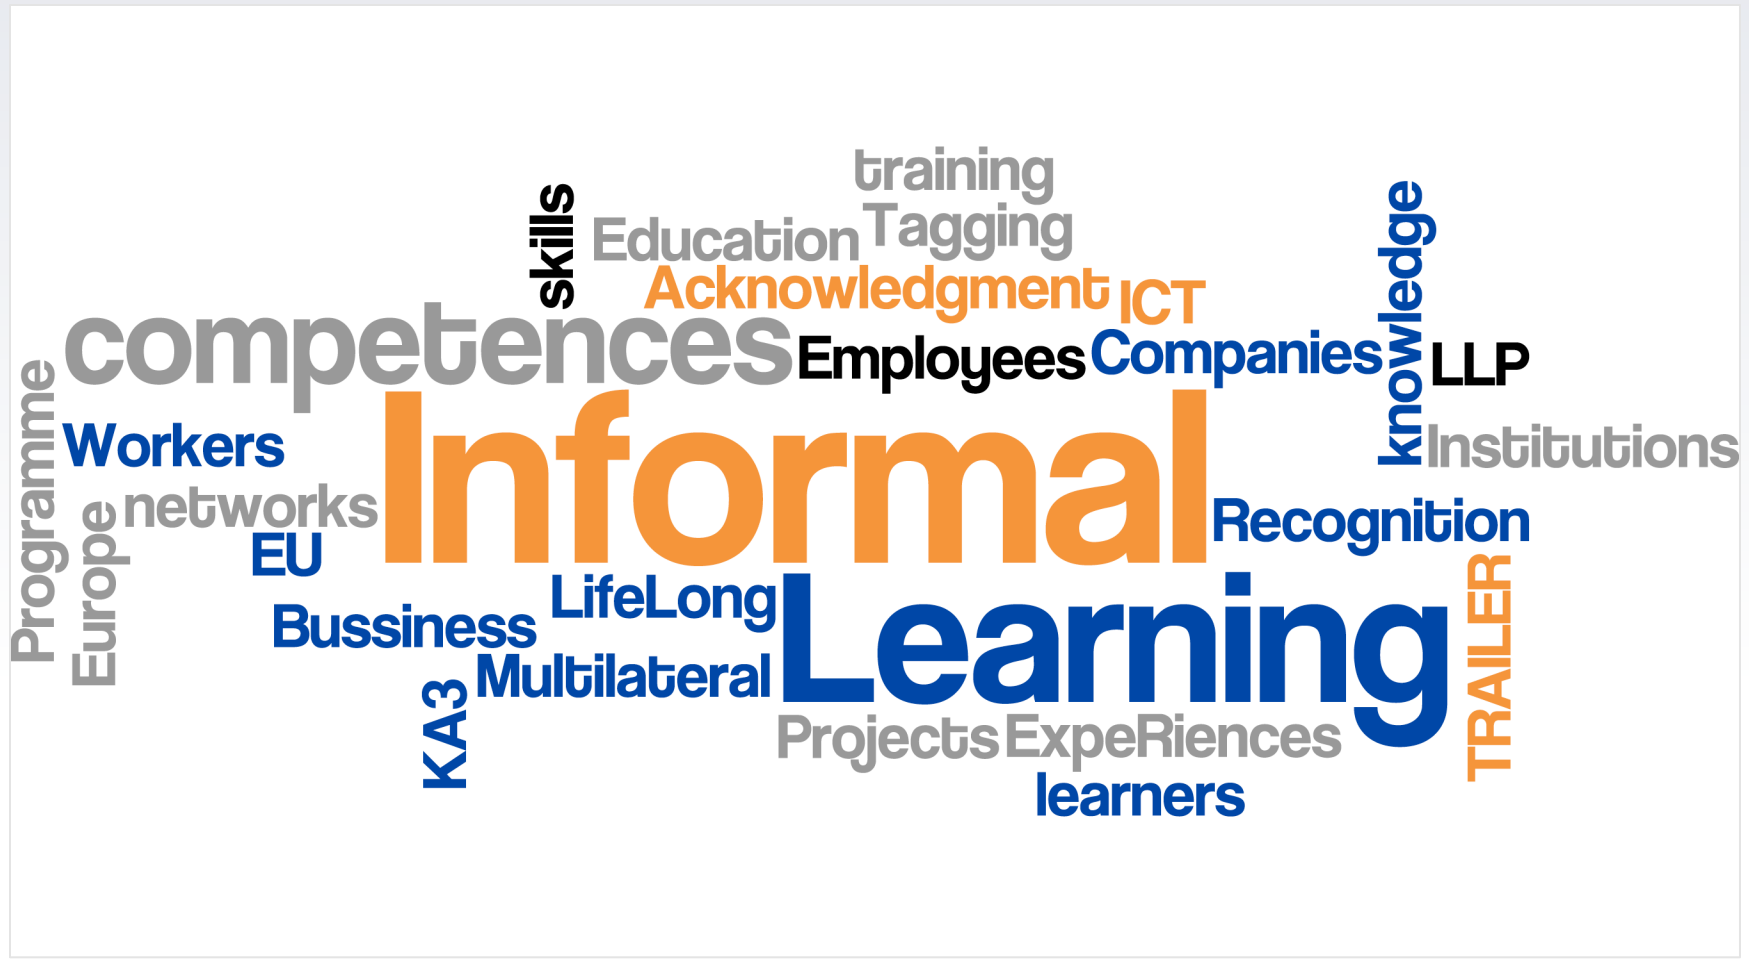 training
skills
Education
Tagging
Acknowledgment
ICT
knowledge
competences
Employees
Companies
LLP
Programme
Workers
Informal
Institutions
networks
Europe
EU
Recognition
LifeLong
Learning
TRAILER
Bussiness
Multilateral
KA3
Projects
ExpeRiences
learners